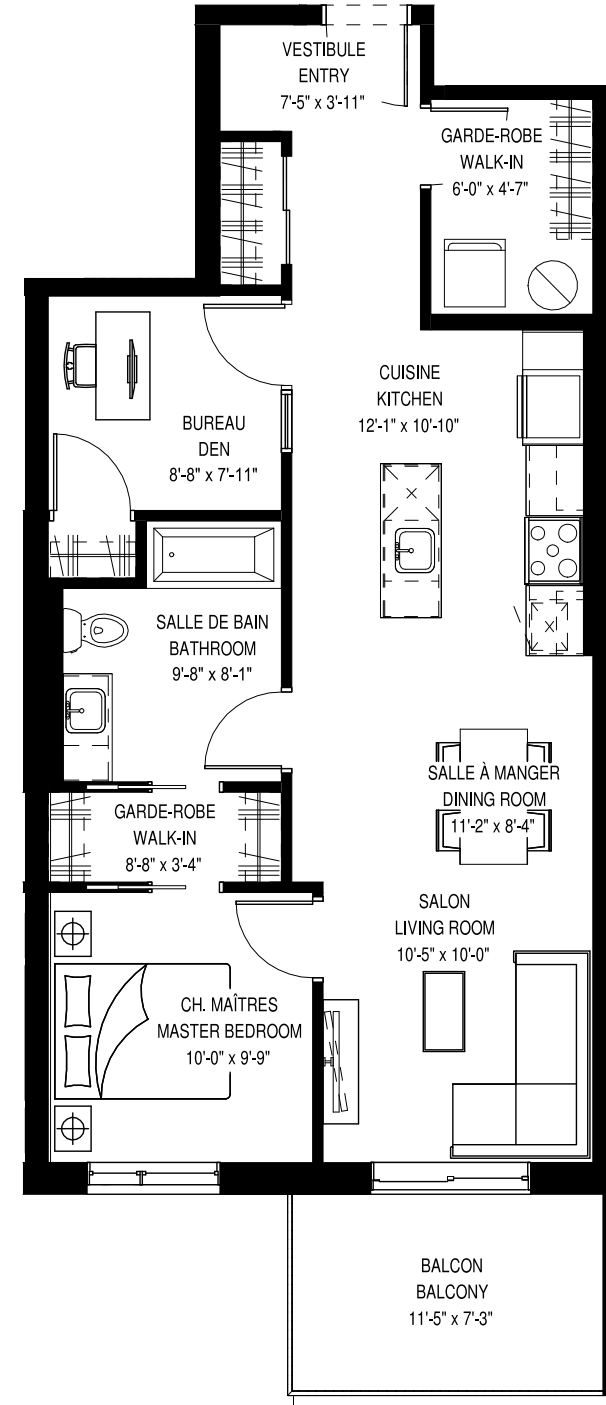 VESTIBULE
ENTRY
7'-5" x 3'-11"
GARDE-ROBE
WALK-IN
6'-0" x 4'-7"
CUISINE
KITCHEN
12'-1" x 10'-10"
BUREAU
DEN
8'-8" x 7'-11"
SALLE DE BAIN
BATHROOM
9'-8" x 8'-1"
SALLE À MANGER
DINING ROOM
11'-2" x 8'-4"
GARDE-ROBE
WALK-IN
8'-8" x 3'-4"
SALON
LIVING ROOM
10'-5" x 10'-0"
CH. MAÎTRES
MASTER BEDROOM
10'-0" x 9'-9"
BALCON
BALCONY
11'-5" x 7'-3"